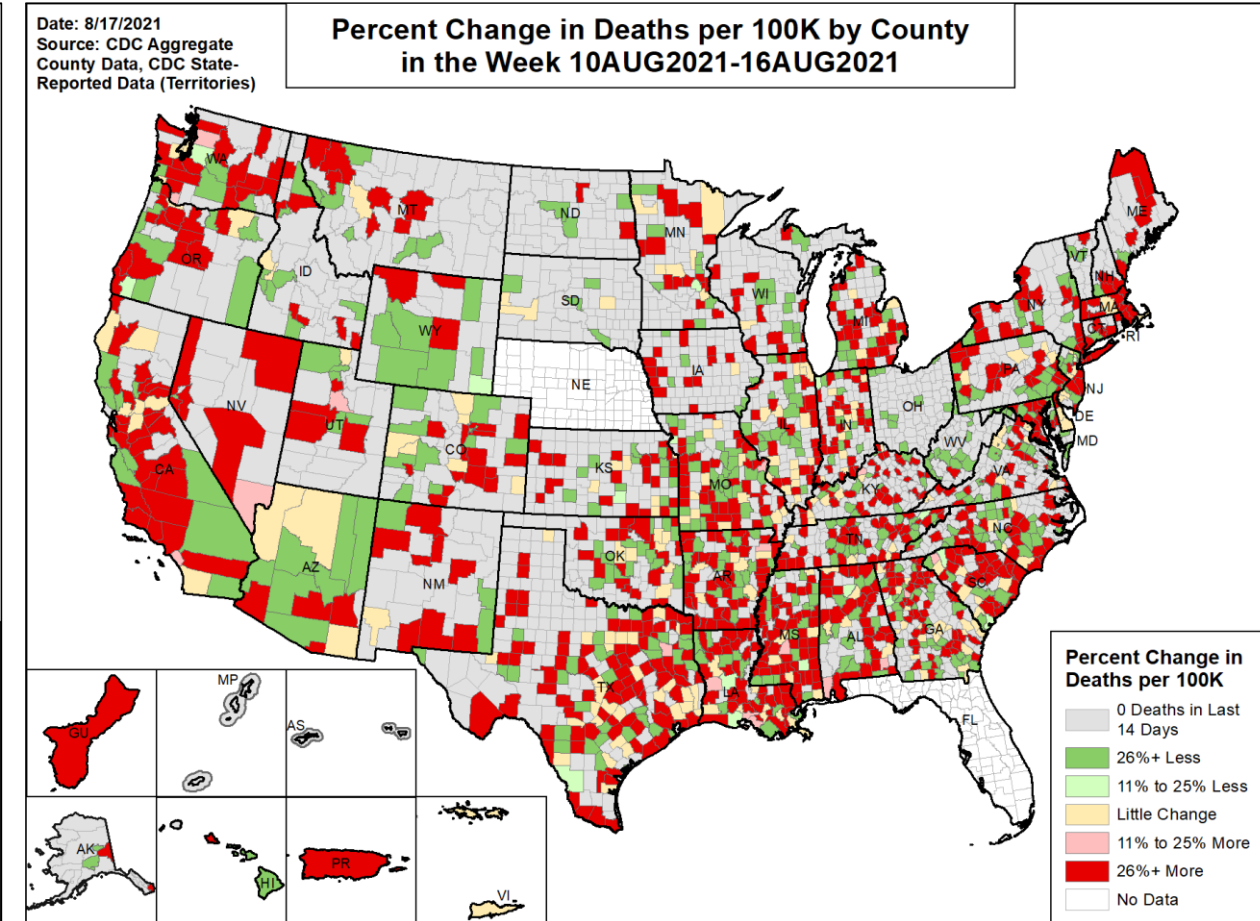 Date: 8/17/2021
Source: CDC Aggregate
County Data, CDC State-
Reported Data (Territories)
Percent Change in Deaths per 100K by County
in the Week 10AUG2021-16AUG2021
WA
MT
ND
MN
ME
OR
ID
SD
WI
MI
VT
NH
NY
MA
CT
RI
WY
IA
NE
PA
NJ
NV
UT
CO
KS
MO
IL
IN
OH
WV
DE
MD
VA
KY
CA
AZ
NM
OK
AR
TN
NC
SC
MS
AL
GA
TX
LA
FL
GU
MP
AS
AK
HI
PR
VI
Percent Change in
Deaths per 100K
0 Deaths in Last
14 Days
26%+ Less
11% to 25% Less
Little Change
11% to 25% More
26%+ More
No Data